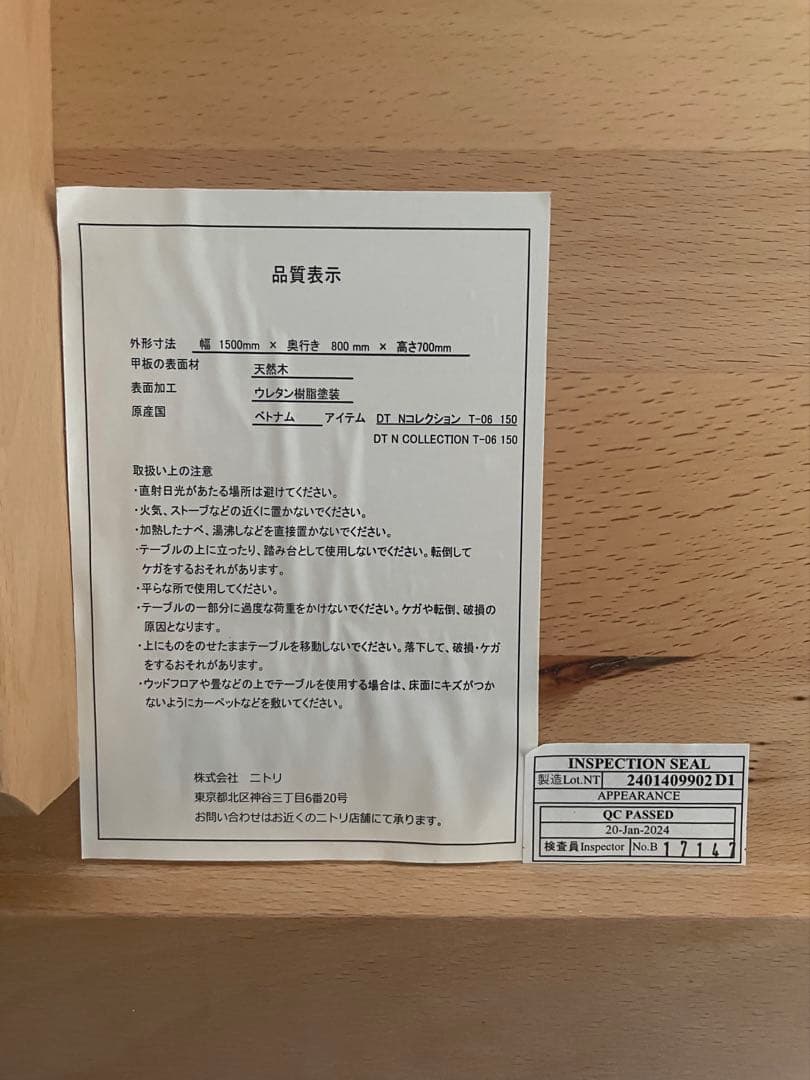 品質表示
外形寸法 幅 1500mm × 奥行き 800 mm × 高さ700mm
甲板の表面材 天然木
表面加工 ウレタン樹脂塗装
原産国 ベトナム アイテム DT Nコレクション T-06 150
DT N COLLECTION T-06 150
取扱い上の注意
・直射日光があたる場所は避けてください。
・火気、ストーブなどの近くに置かないでください。
・加熱したナベ、湯沸しなどを直接置かないでください。
・テーブルの上に立ったり、踏み台として使用しないでください。転倒して
ケガをするおそれがあります。
・平らな所で使用してください。
・テーブルの一部分に過度な荷重をかけないでください。ケガや転倒、破損の
原因となります。
・上にものをのせたままテーブルを移動しないでください。落下して、破損・ケガ
をするおそれがあります。
・ウッドフロアや畳などの上でテーブルを使用する場合は、床面にキズがつか
ないようにカーペットなどを敷いてください。
株式会社 ニトリ
東京都北区神谷三丁目6番20号
お問い合わせはお近くのニトリ店舗にて承ります。
INSPECTION SEAL
製造Lot.NT 2401409902 D1
APPEARANCE
QC PASSED
20-Jan-2024
検査員Inspector No.B 17147